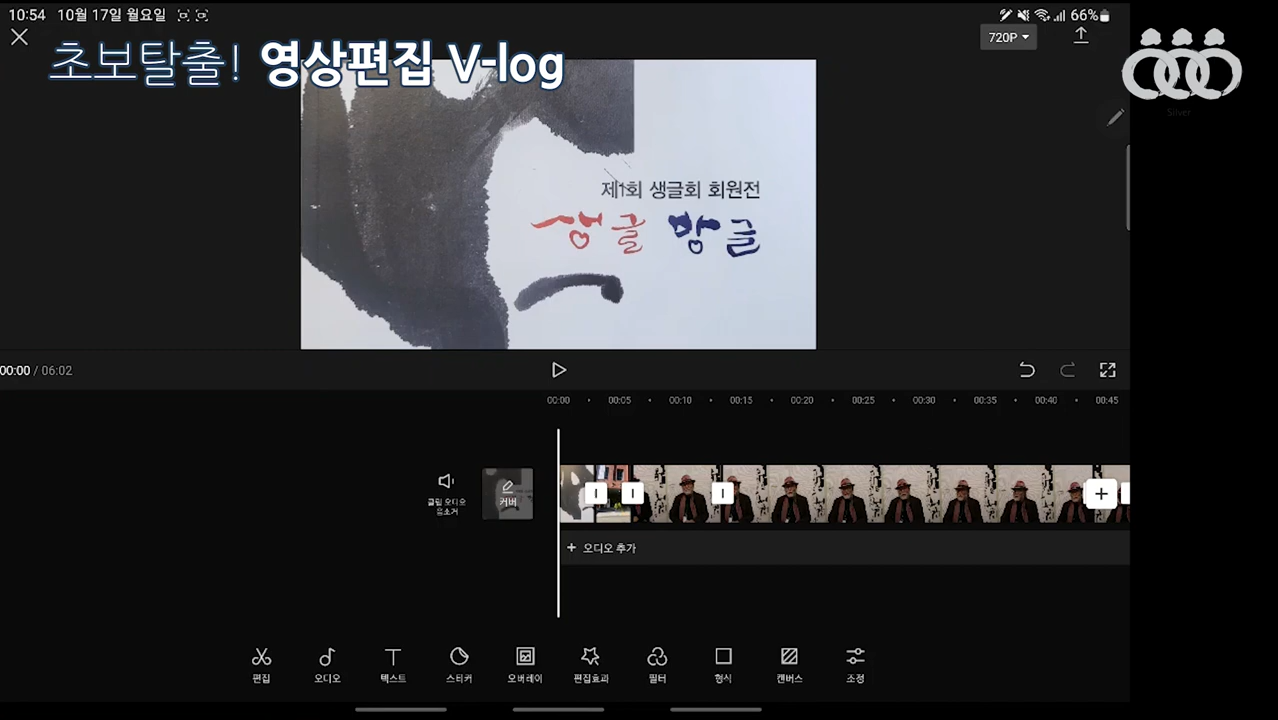 10:54 10월 17일 월요일
66%
초보탈출! 영상편집 V-log
720P
Silver
제1회 생글회 회원전
생글 방글
00:00 / 06:02
00:00 00:05 00:10 00:15 00:20 00:25 00:30 00:35 00:40 00:45
클립 오디오
음소거
커버
+ 오디오 추가
편집 오디오 텍스트 스티커 오버레이 편집효과 필터 형식 캔버스 조정